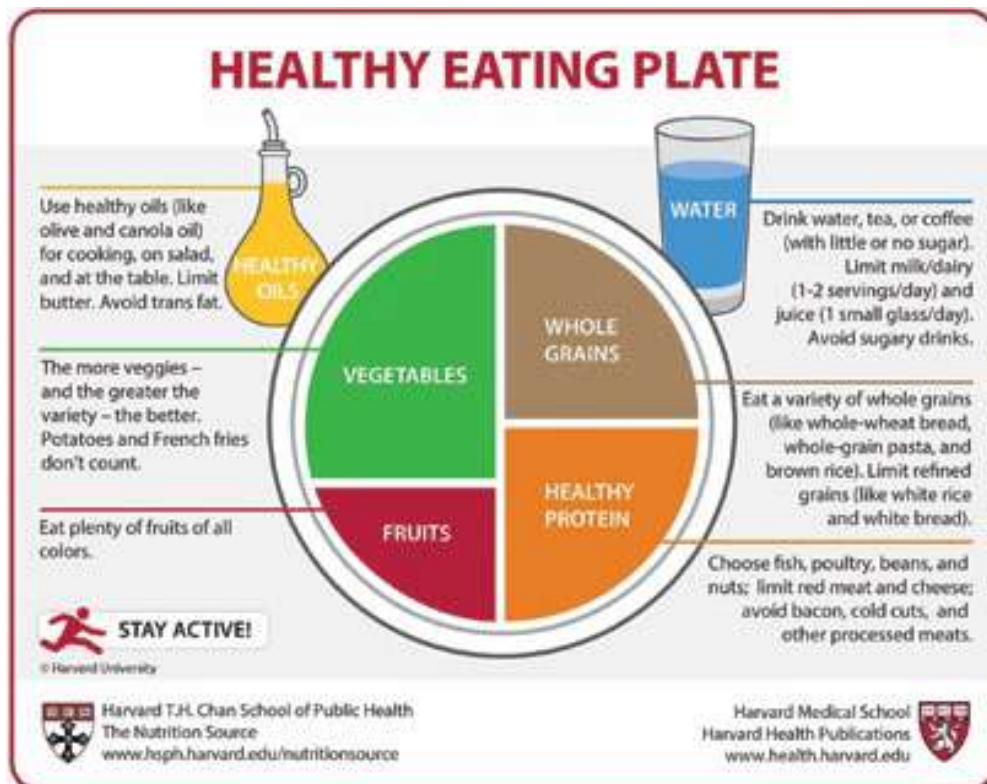 HEALTHY EATING PLATE
Use healthy oils (like
olive and canola oil)
for cooking, on salad,
and at the table. Limit
butter. Avoid trans fat.
HEALTHY
OILS
The more veggies –
and the greater the
variety – the better.
Potatoes and French fries
don't count.
Eat plenty of fruits of all
colors.
VEGETABLES
FRUITS
WHOLE
GRAINS
HEALTHY
PROTEIN
WATER
Drink water, tea, or coffee
(with little or no sugar).
Limit milk/dairy
(1-2 servings/day) and
juice (1 small glass/day).
Avoid sugary drinks.
Eat a variety of whole grains
(like whole-wheat bread,
whole-grain pasta, and
brown rice). Limit refined
grains (like white rice
and white bread).
Choose fish, poultry, beans, and
nuts; limit red meat and cheese;
avoid bacon, cold cuts, and
other processed meats.
STAY ACTIVE!
© Harvard University
Harvard T.H. Chan School of Public Health
The Nutrition Source
www.hsph.harvard.edu/nutritionsource
Harvard Medical School
Harvard Health Publications
www.health.harvard.edu